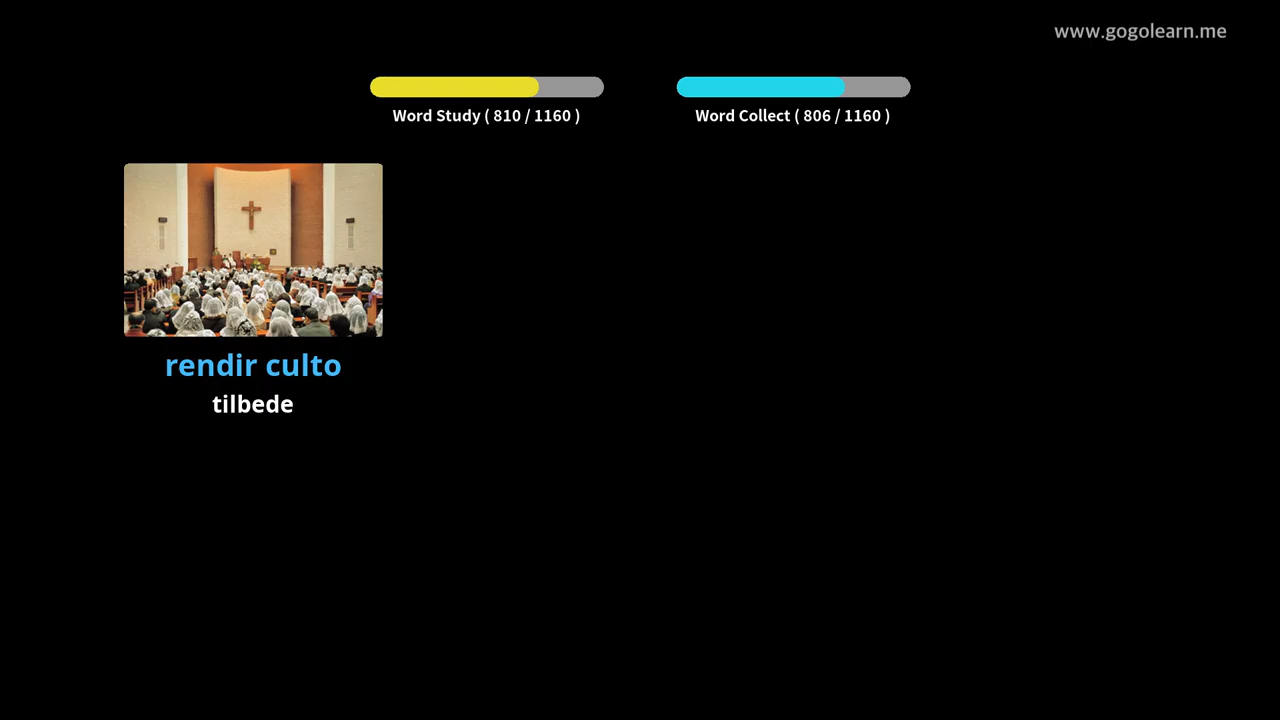 www.gogolearn.me
Word Study ( 810 / 1160 )
Word Collect ( 806 / 1160 )
rendir culto
tilbede